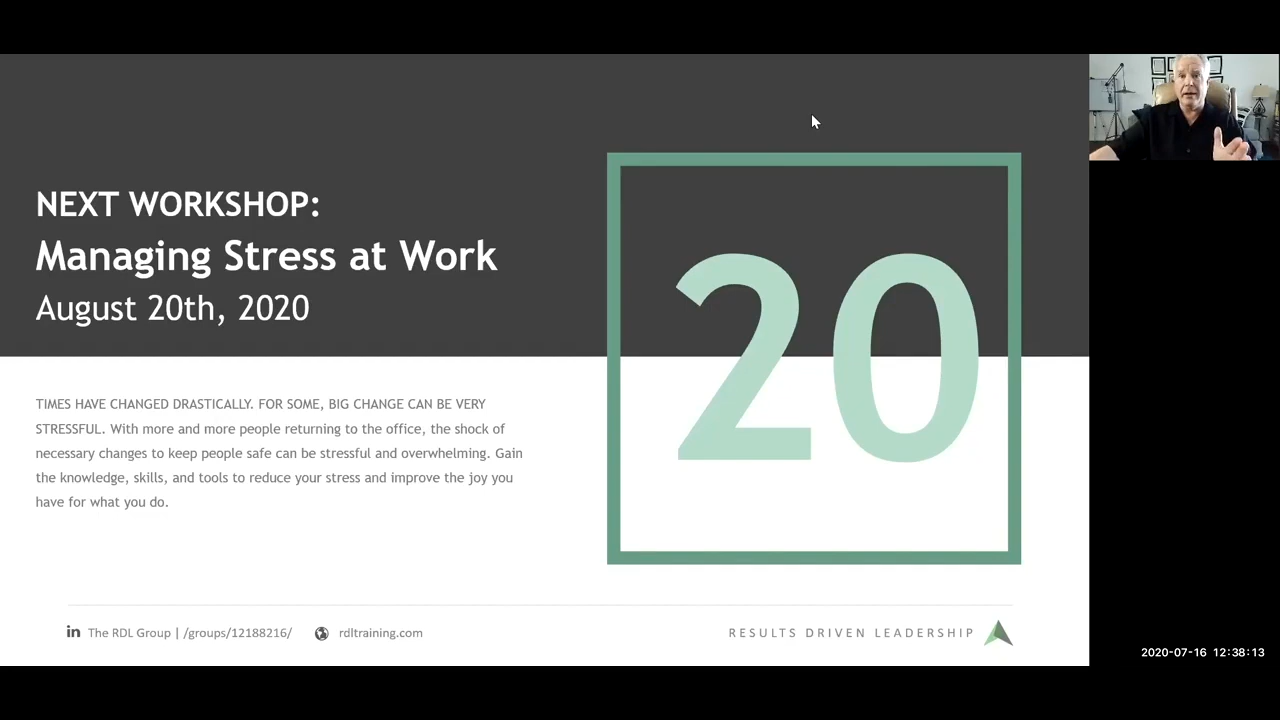 NEXT WORKSHOP:
Managing Stress at Work
August 20th, 2020
20
TIMES HAVE CHANGED DRASTICALLY. FOR SOME, BIG CHANGE CAN BE VERY
STRESSFUL. With more and more people returning to the office, the shock of
necessary changes to keep people safe can be stressful and overwhelming. Gain
the knowledge, skills, and tools to reduce your stress and improve the joy you
have for what you do.
in The RDL Group | /groups/12188216/ rdltraining.com
RESULTS DRIVEN LEADERSHIP
2020-07-16 12:38:13